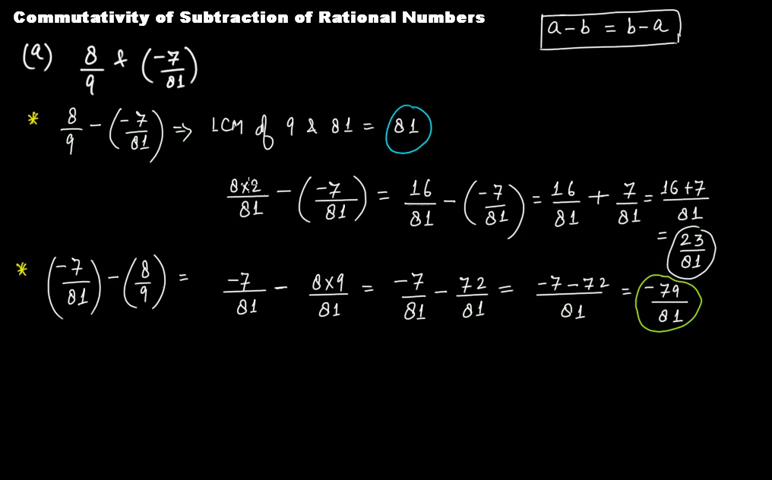 Commutativity of Subtraction of Rational Numbers
a-b = b-a
(a) 8/9 & (-7/81)
* 8/9 - (-7/81) ⇒ LCM of 9 & 81 = 81
8×2/81 - (-7/81) = 16/81 - (-7/81) = 16/81 + 7/81 = 16+7/81
= 23/81
* (-7/81) - (8/9) = -7/81 - 8×9/81 = -7/81 - 72/81 = -7-72/81 = -79/81